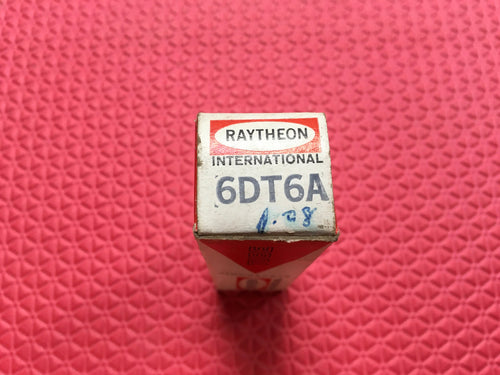 RAYTHEON
INTERNATIONAL
6DT6A
1.08